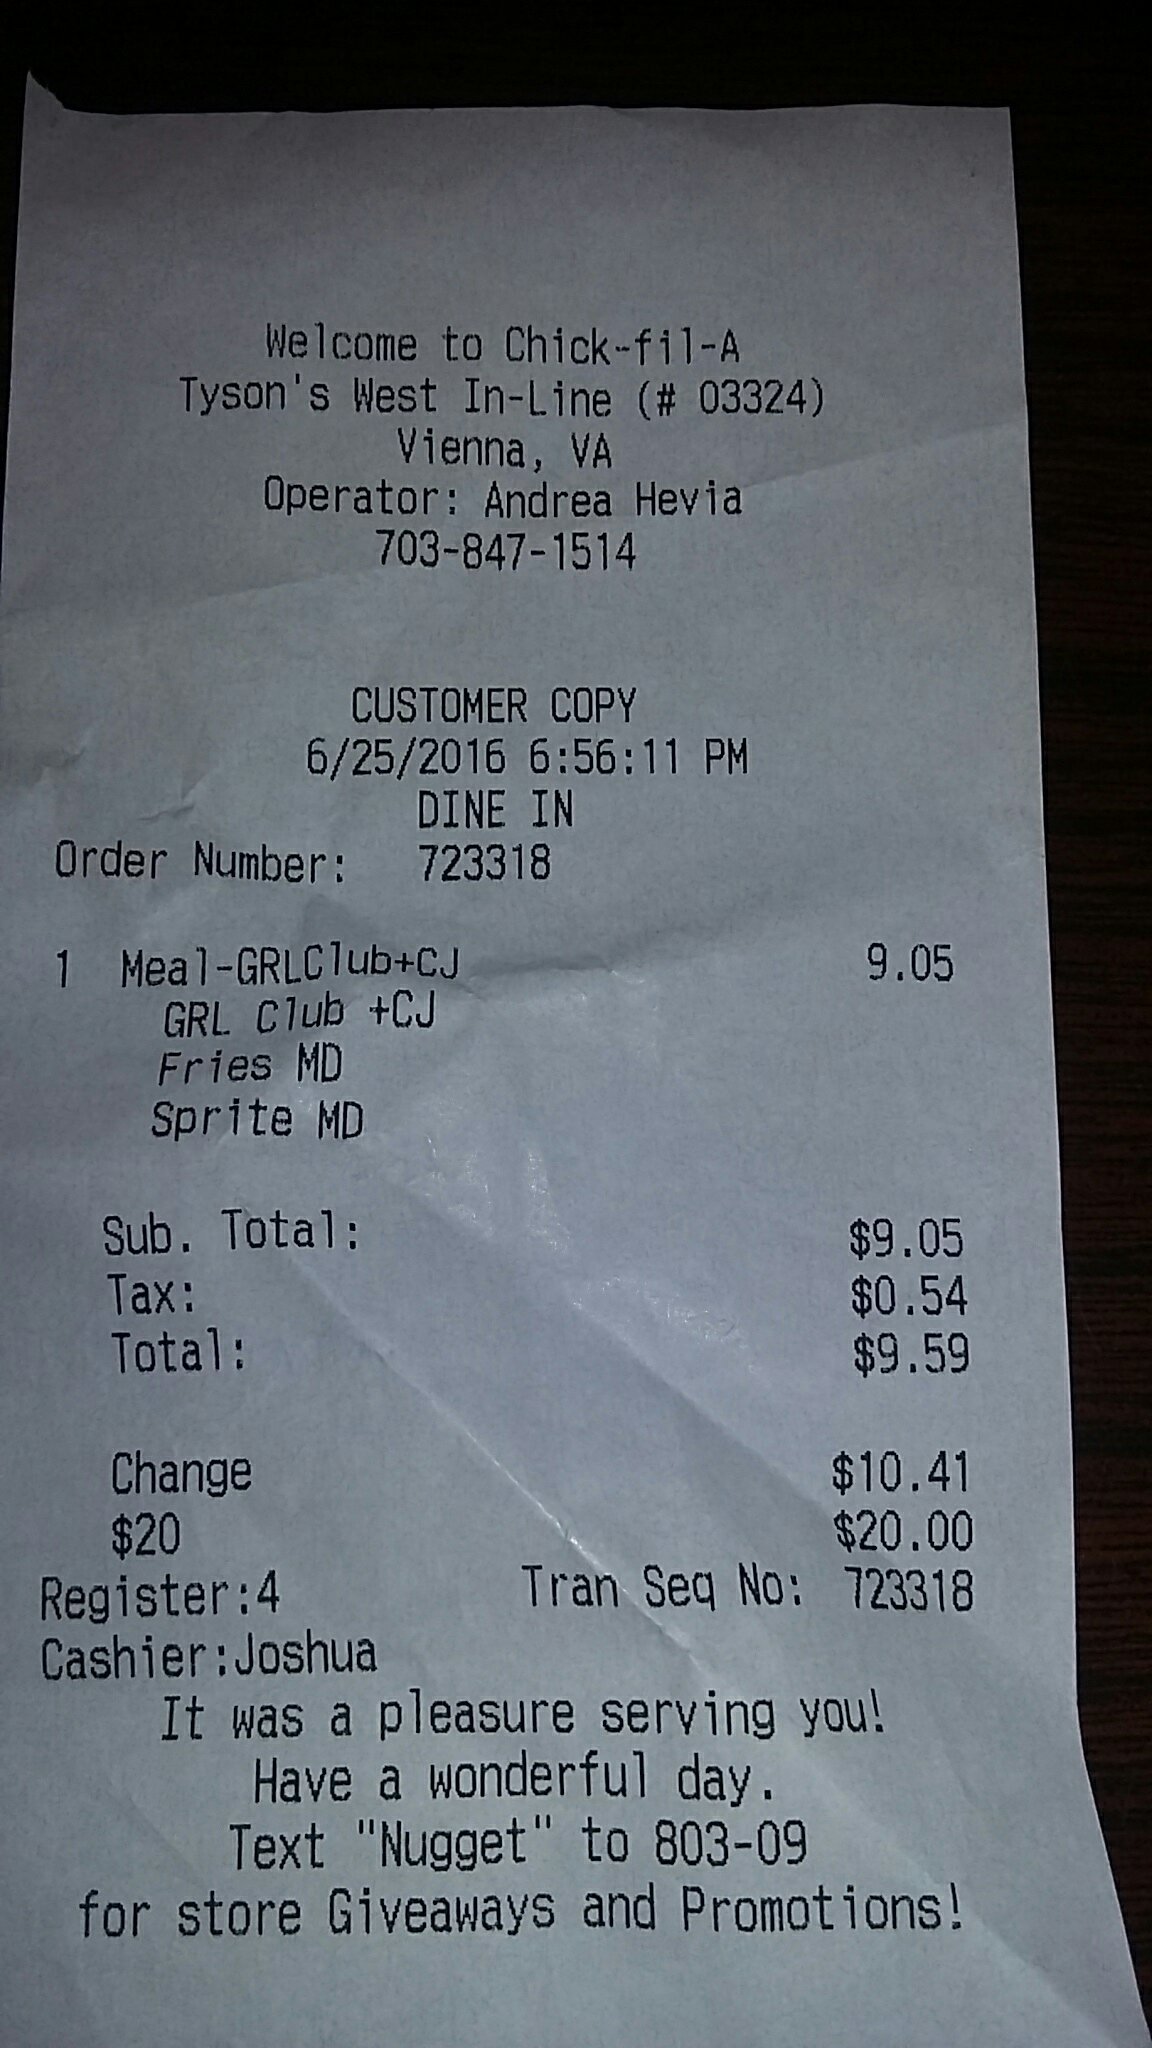 Welcome to Chick-fil-A
Tyson's West In-Line (# 03324)
Vienna, VA
Operator: Andrea Hevia
703-847-1514
CUSTOMER COPY
6/25/2016 6:56:11 PM
DINE IN
Order Number: 723318
1 Meal-GRLClub+CJ 9.05
GRL Club +CJ
Fries MD
Sprite MD
Sub. Total: $9.05
Tax: $0.54
Total: $9.59
Change $10.41
$20 $20.00
Register:4 Tran Seq No: 723318
Cashier:Joshua
It was a pleasure serving you!
Have a wonderful day.
Text "Nugget" to 803-09
for store Giveaways and Promotions!